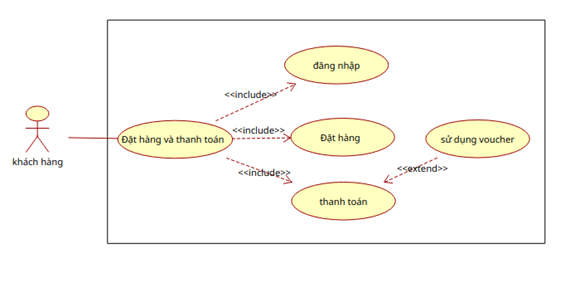 đăng nhập
<<include>>
Đặt hàng và thanh toán
<<include>>
Đặt hàng
sử dụng voucher
khách hàng
<<include>>
<<extend>>
thanh toán